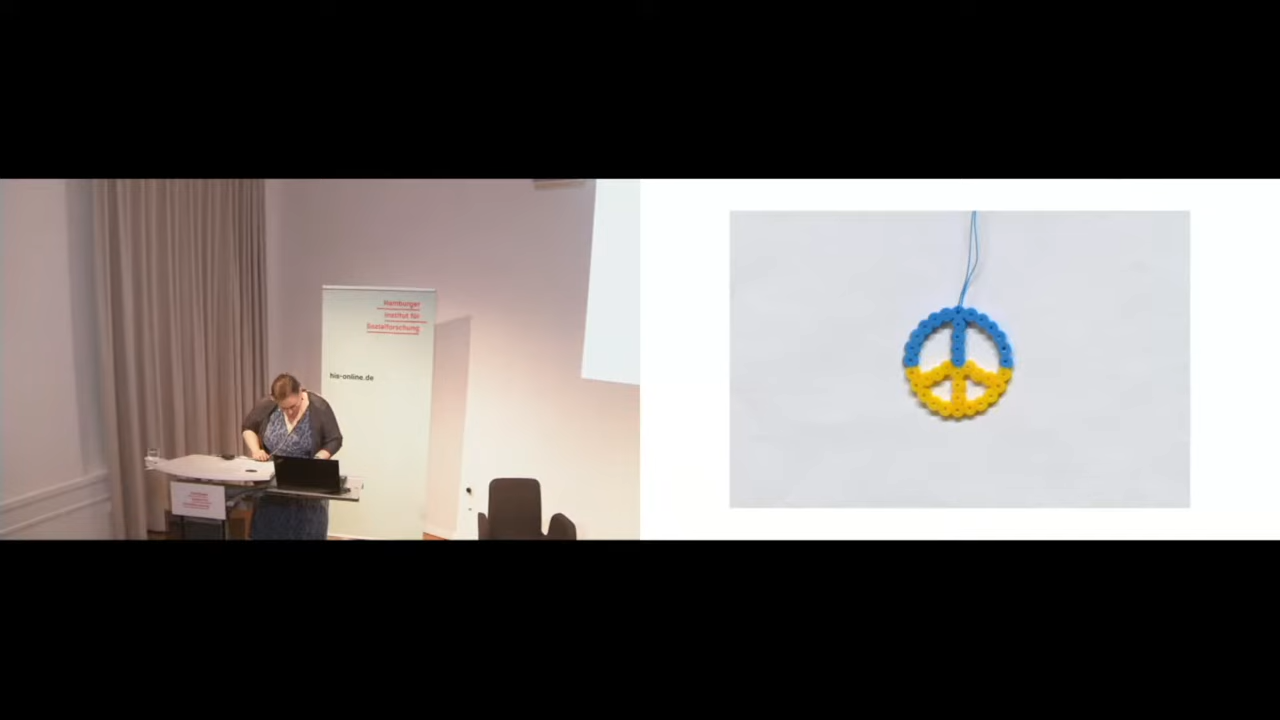 Hamburger
Institut für
Sozialforschung
his-online.de